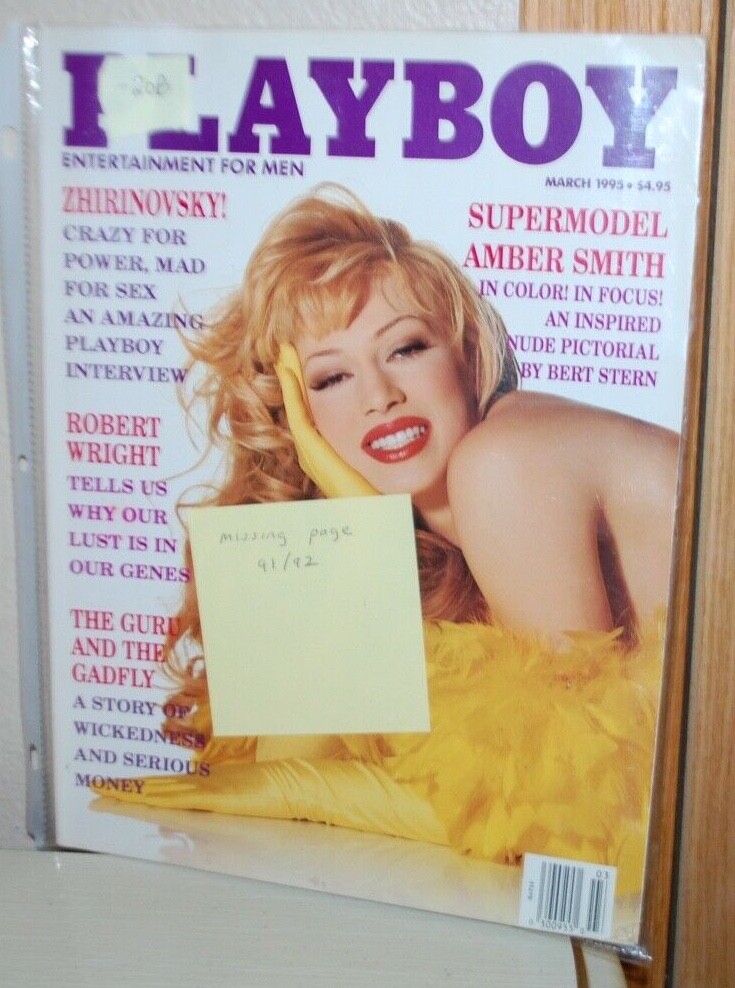 PLAYBOY
ENTERTAINMENT FOR MEN
MARCH 1995 • $4.95
ZHIRINOVSKY!
CRAZY FOR
POWER, MAD
FOR SEX
AN AMAZING
PLAYBOY
INTERVIEW
SUPERMODEL
AMBER SMITH
IN COLOR! IN FOCUS!
AN INSPIRED
NUDE PICTORIAL
BY BERT STERN
ROBERT
WRIGHT
TELLS US
WHY OUR
LUST IS IN
OUR GENES
missing page
91/92
THE GURU
AND THE
GADFLY
A STORY OF
WICKEDNESS
AND SERIOUS
MONEY
03